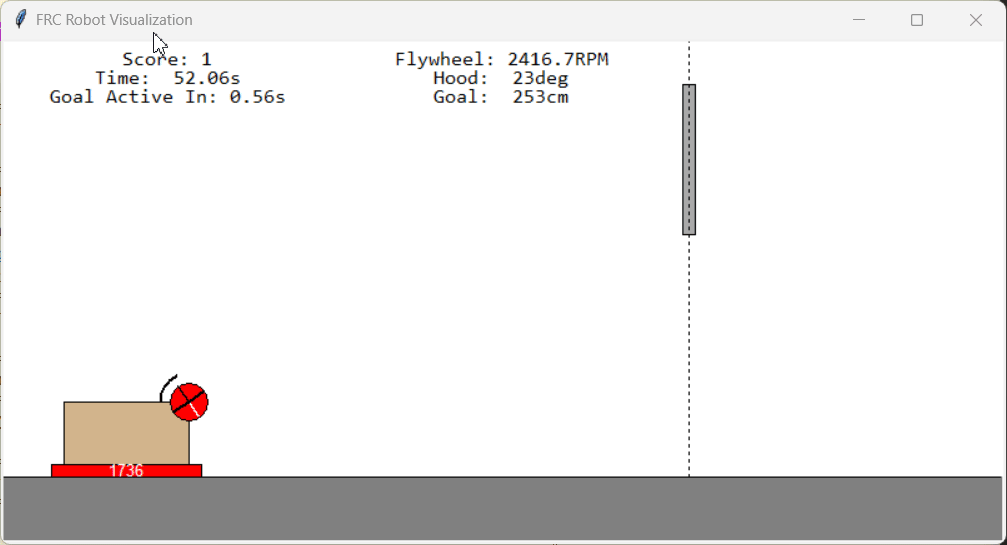 FRC Robot Visualization
Score: 1
Time: 52.06s
Goal Active In: 0.56s
Flywheel: 2416.7RPM
Hood: 23deg
Goal: 253cm
1736